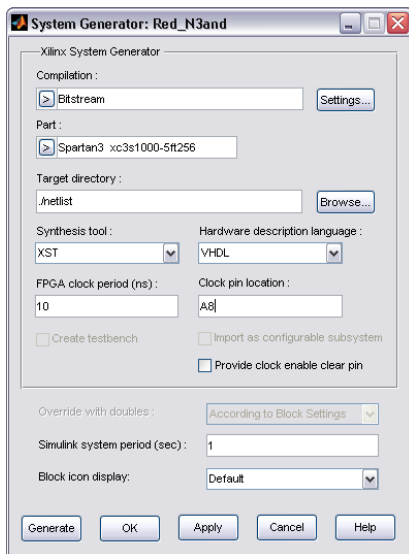 System Generator: Red_N3and
Xilinx System Generator
Compilation :
> Bitstream Settings...
Part :
> Spartan3 xc3s1000-5ft256
Target directory :
./netlist Browse...
Synthesis tool : Hardware description language :
XST VHDL
FPGA clock period (ns) : Clock pin location :
10 A8
Create testbench Import as configurable subsystem
Provide clock enable clear pin
Override with doubles : According to Block Settings
Simulink system period (sec) : 1
Block icon display: Default
Generate OK Apply Cancel Help